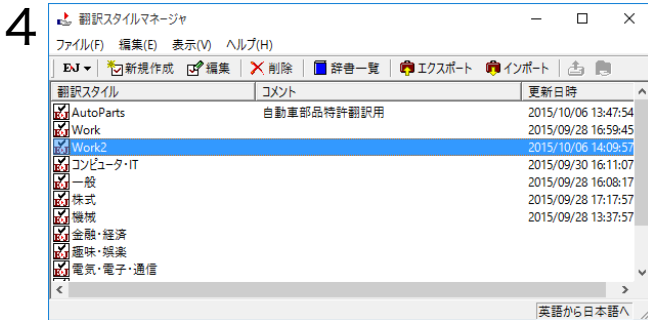 4
翻訳スタイルマネージャ
ファイル(F) 編集(E) 表示(V) ヘルプ(H)
E›J 新規作成 編集 削除 辞書一覧 エクスポート インポート
翻訳スタイル コメント 更新日時
AutoParts 自動車部品特許翻訳用 2015/10/06 13:47:54
Work 2015/09/28 16:59:45
Work2 2015/10/06 14:09:57
コンピュータ・IT 2015/09/30 16:11:07
一般 2015/09/28 16:08:17
株式 2015/09/28 17:17:57
機械 2015/09/28 13:37:57
金融・経済
趣味・娯楽
電気・電子・通信
英語から日本語へ